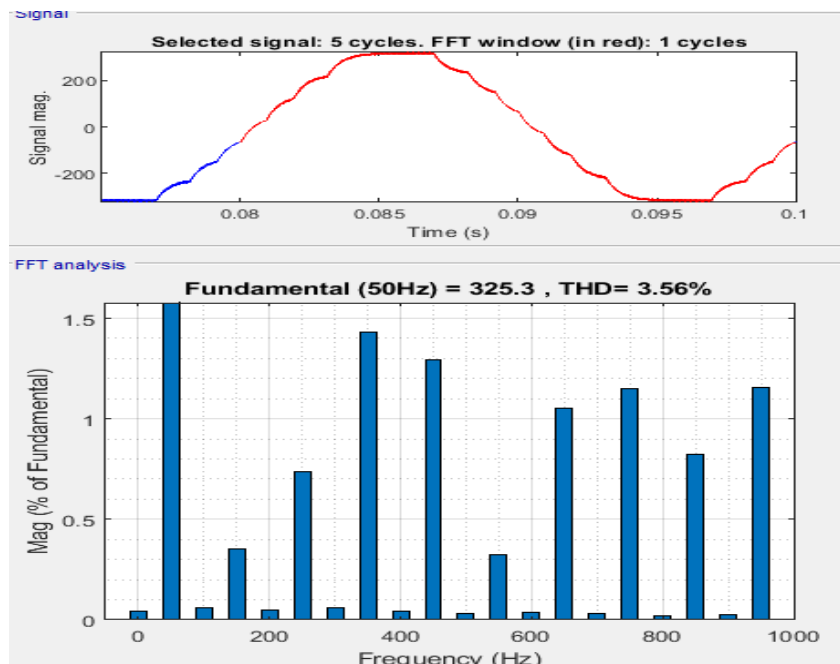 Signal
Selected signal: 5 cycles. FFT window (in red): 1 cycles
200
0
-200
Signal mag.
0.08
0.085
0.09
0.095
0.1
Time (s)
FFT analysis
Fundamental (50Hz) = 325.3 , THD= 3.56%
1.5
1
0.5
0
Mag (% of Fundamental)
0
200
400
600
800
1000
Frequency (Hz)